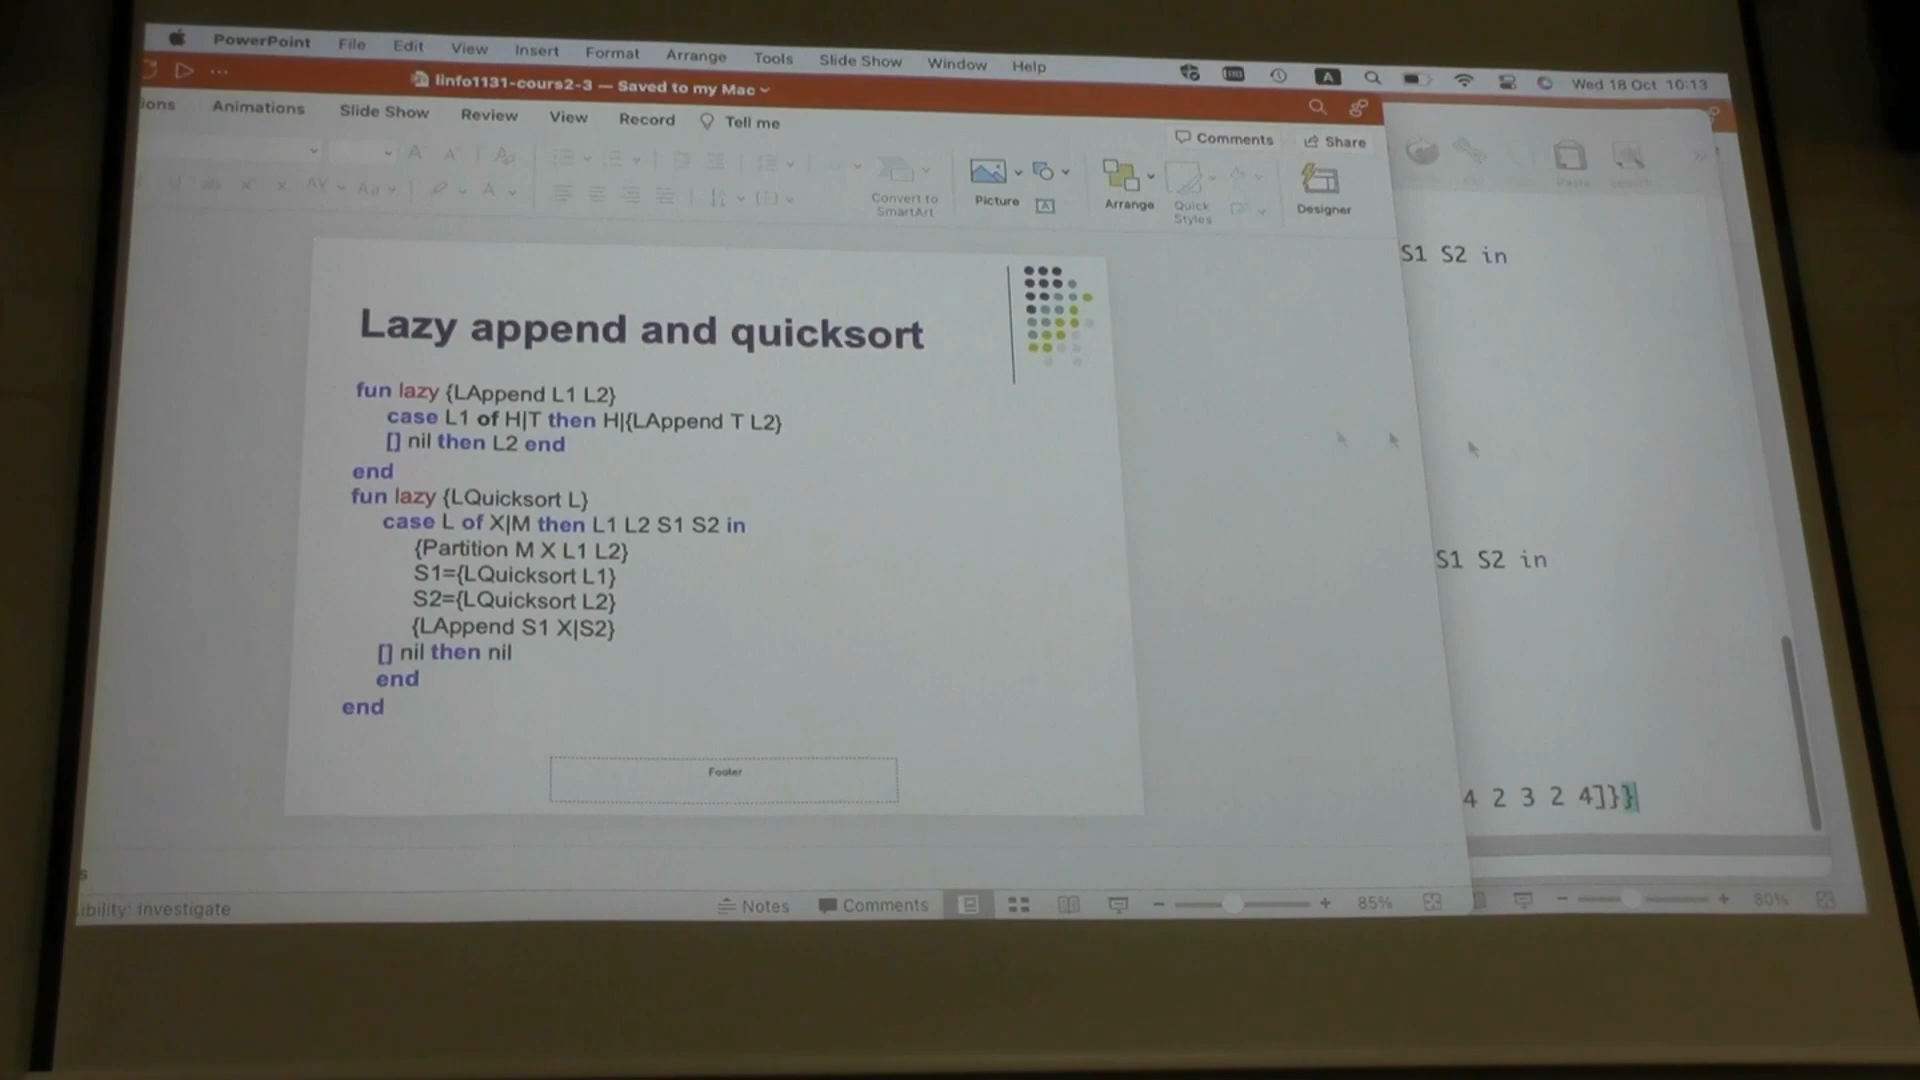 PowerPoint File Edit View Insert Format Arrange Tools Slide Show Window Help A Wed 18 Oct 10:13
linfo1131-cours2-3 — Saved to my Mac
ions Animations Slide Show Review View Record Tell me
Comments Share
Convert to SmartArt
Picture
Arrange
Quick Styles
Designer
Lazy append and quicksort
fun lazy {LAppend L1 L2}
case L1 of H|T then H|{LAppend T L2}
[] nil then L2 end
end
fun lazy {LQuicksort L}
case L of X|M then L1 L2 S1 S2 in
{Partition M X L1 L2}
S1={LQuicksort L1}
S2={LQuicksort L2}
{LAppend S1 X|S2}
[] nil then nil
end
end
Footer
S1 S2 in
S1 S2 in
4 2 3 2 4]}}
s
ibility: Investigate
Notes Comments 85%
80%